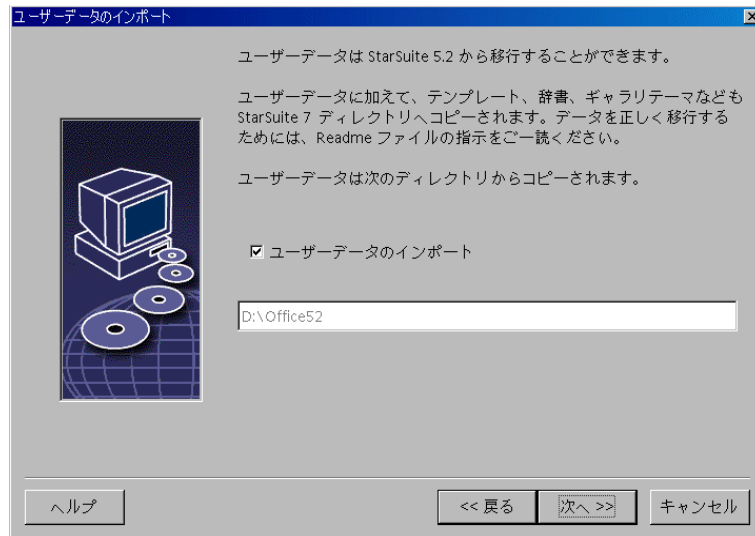 ユーザーデータのインポート
ユーザーデータは StarSuite 5.2 から移行することができます。
ユーザーデータに加えて、テンプレート、辞書、ギャラリテーマなども
StarSuite 7 ディレクトリへコピーされます。データを正しく移行する
ためには、Readme ファイルの指示をご一読ください。
ユーザーデータは次のディレクトリからコピーされます。
ユーザーデータのインポート
D:\Office52
ヘルプ
<< 戻る
次へ >>
キャンセル